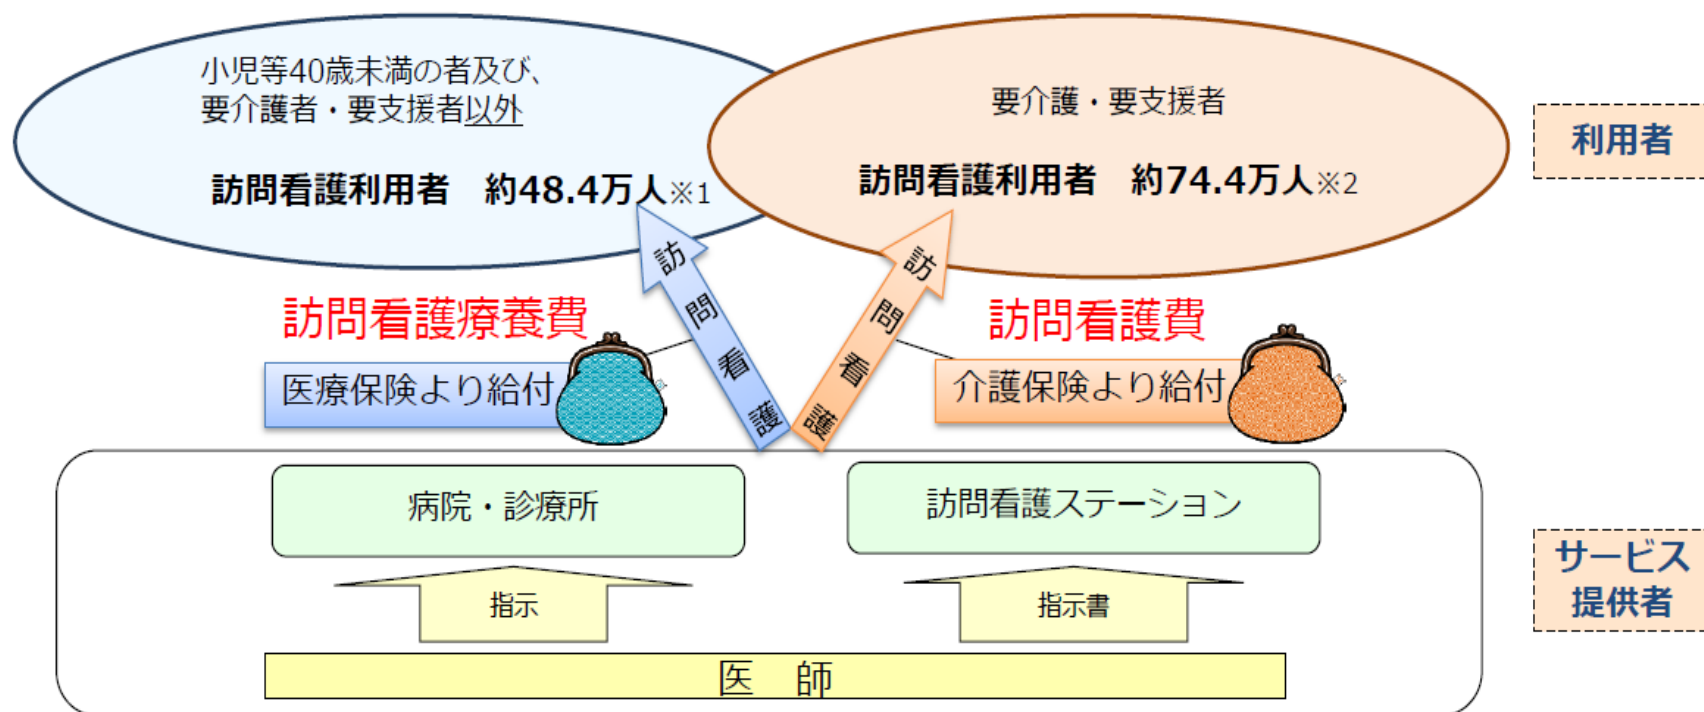 小児等40歳未満の者及び、
要介護者・要支援者以外
訪問看護利用者　約48.4万人※1
要介護・要支援者
訪問看護利用者　約74.4万人※2
利用者
訪問看護
訪問看護
訪問看護療養費
医療保険より給付
訪問看護費
介護保険より給付
病院・診療所
訪問看護ステーション
指示
指示書
医　師
サービス
提供者